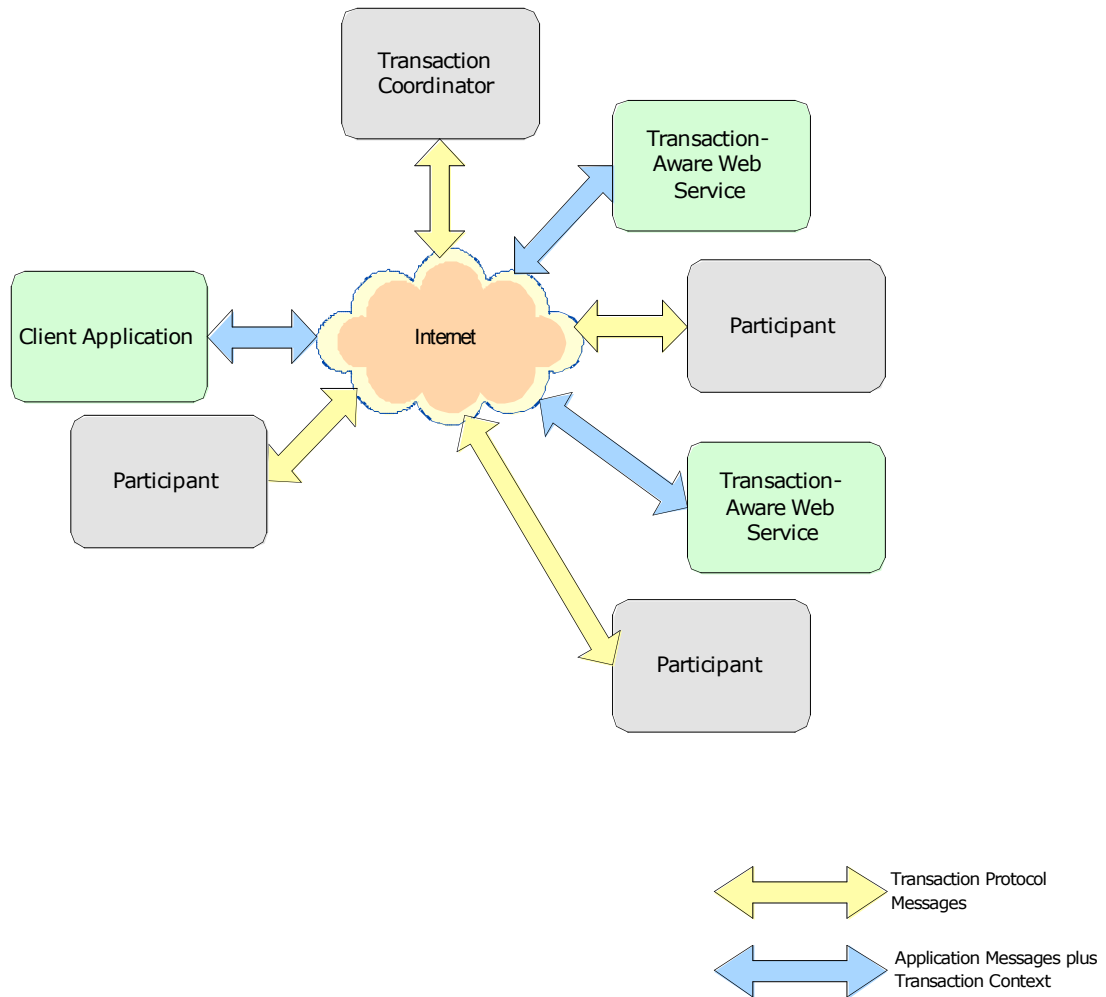 Transaction
Coordinator
Transaction-
Aware Web
Service
Participant
Client Application
Internet
Participant
Transaction-
Aware Web
Service
Participant
Transaction Protocol
Messages
Application Messages plus
Transaction Context